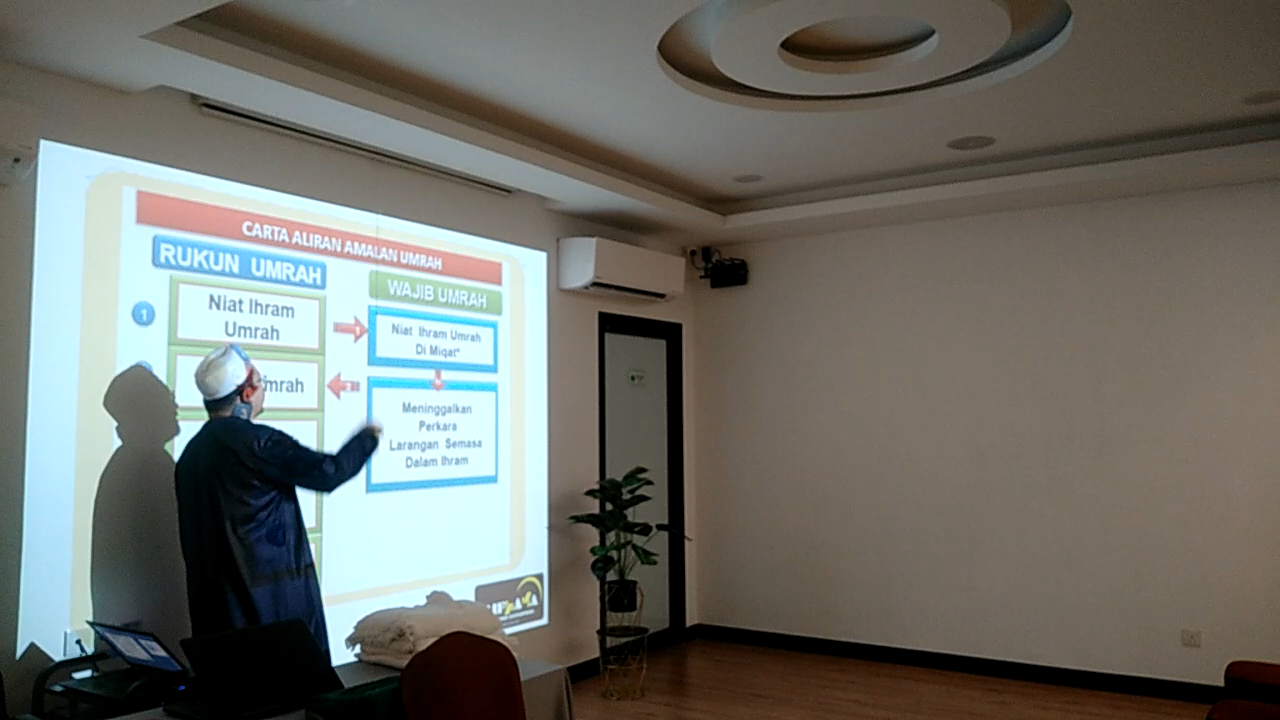 CARTA ALIRAN AMALAN UMRAH
RUKUN UMRAH
WAJIB UMRAH
1
Niat Ihram
Umrah
Niat Ihram Umrah
Di Miqat*
mrah
Meninggalkan
Perkara
Larangan Semasa
Dalam Ihram